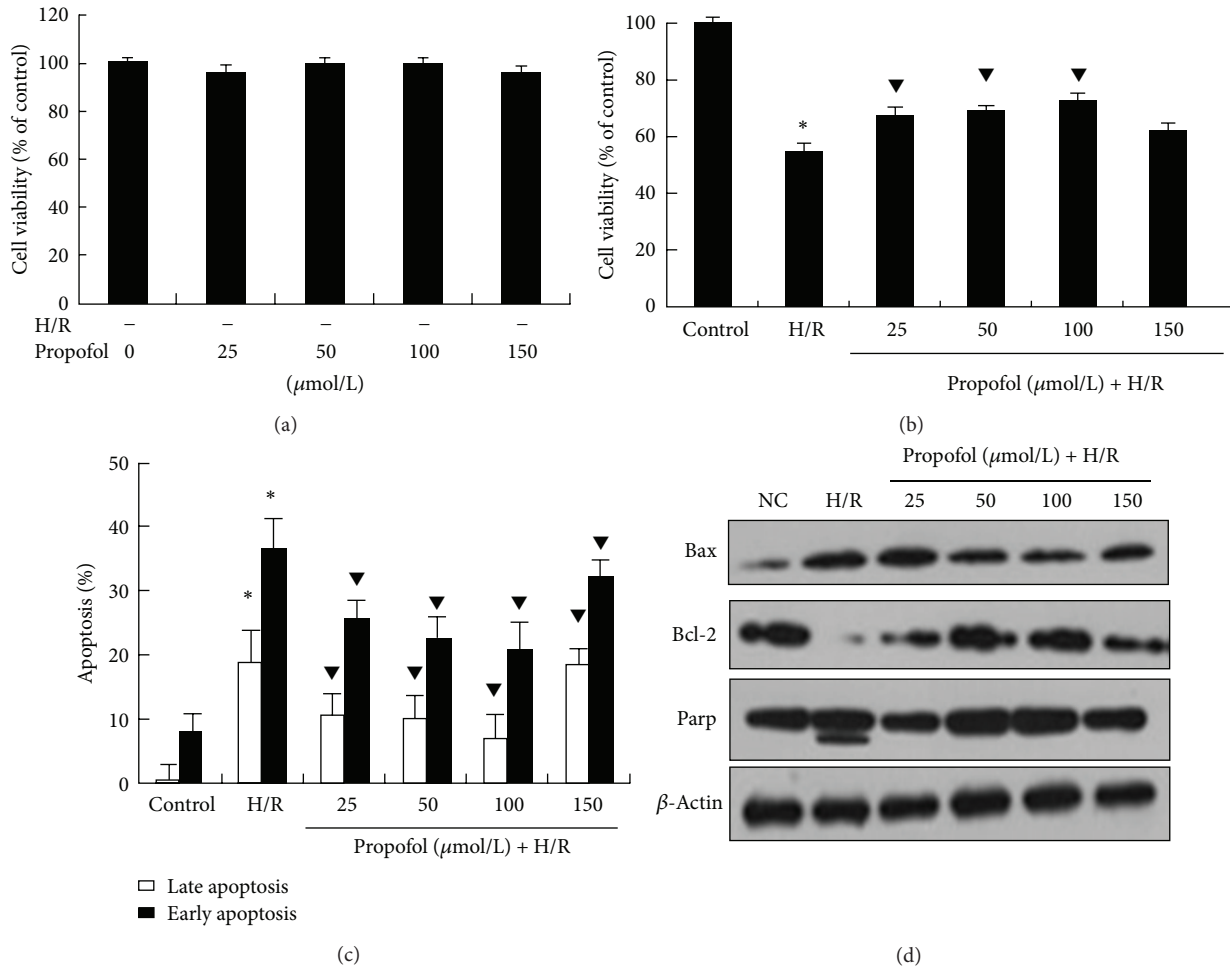 120
100
80
60
40
20
0
Cell viability (% of control)
H/R – – – – –
Propofol 0 25 50 100 150
(μmol/L)
(a)
100
80
60
40
20
0
Cell viability (% of control)
*
Control H/R 25 50 100 150
Propofol (μmol/L) + H/R
(b)
50
40
30
20
10
0
Apoptosis (%)
*
*
Control H/R 25 50 100 150
Propofol (μmol/L) + H/R
Late apoptosis
Early apoptosis
(c)
Propofol (μmol/L) + H/R
NC H/R 25 50 100 150
Bax
Bcl-2
Parp
β-Actin
(d)